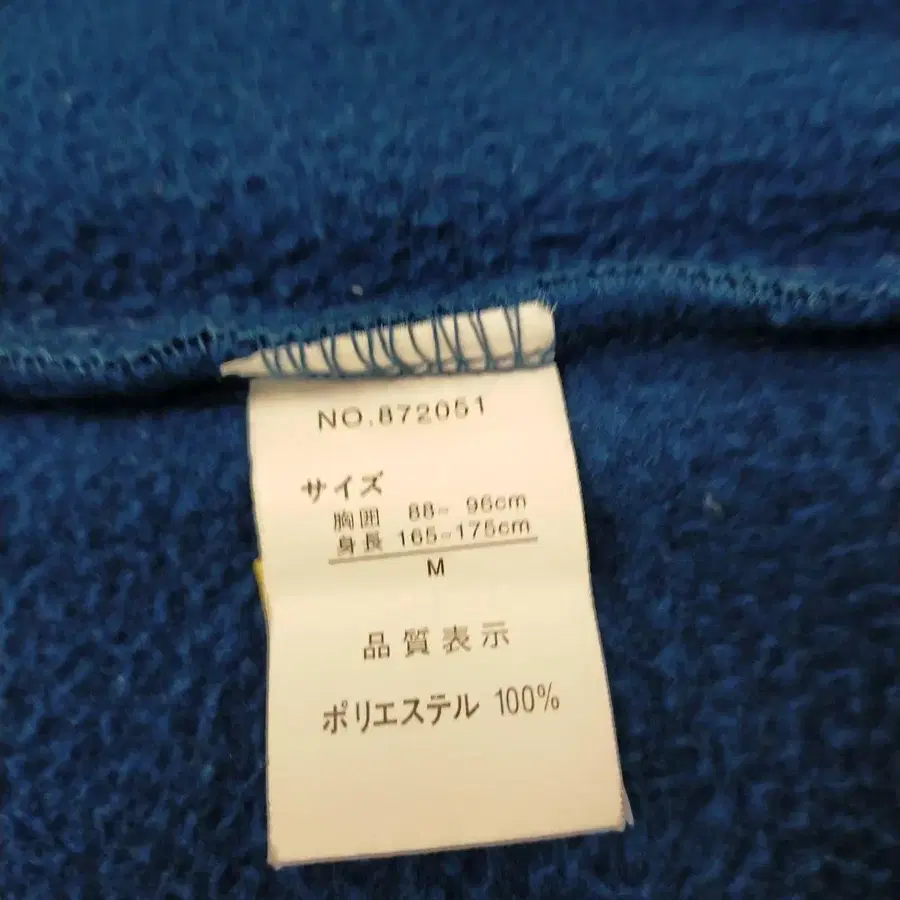 NO.872051
サイズ
胸囲 88- 96cm
身長 165-175cm
M
品質表示
ポリエステル 100%